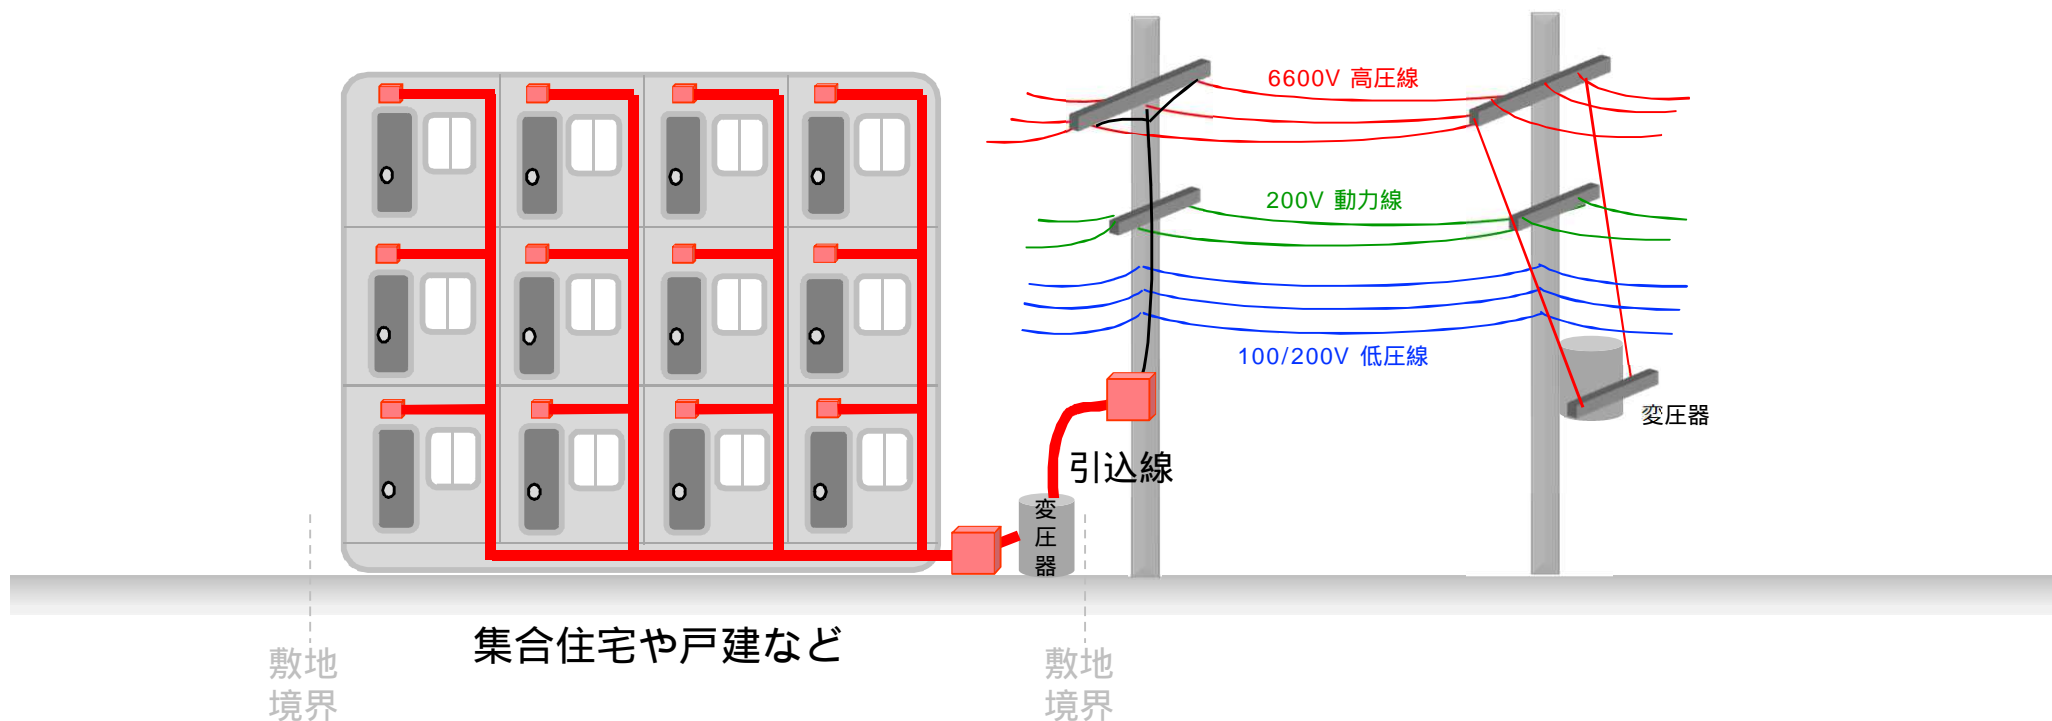 6600V 高圧線
200V 動力線
100/200V 低圧線
変圧器
引込線
変
圧
器
集合住宅や戸建など
敷地
境界
敷地
境界